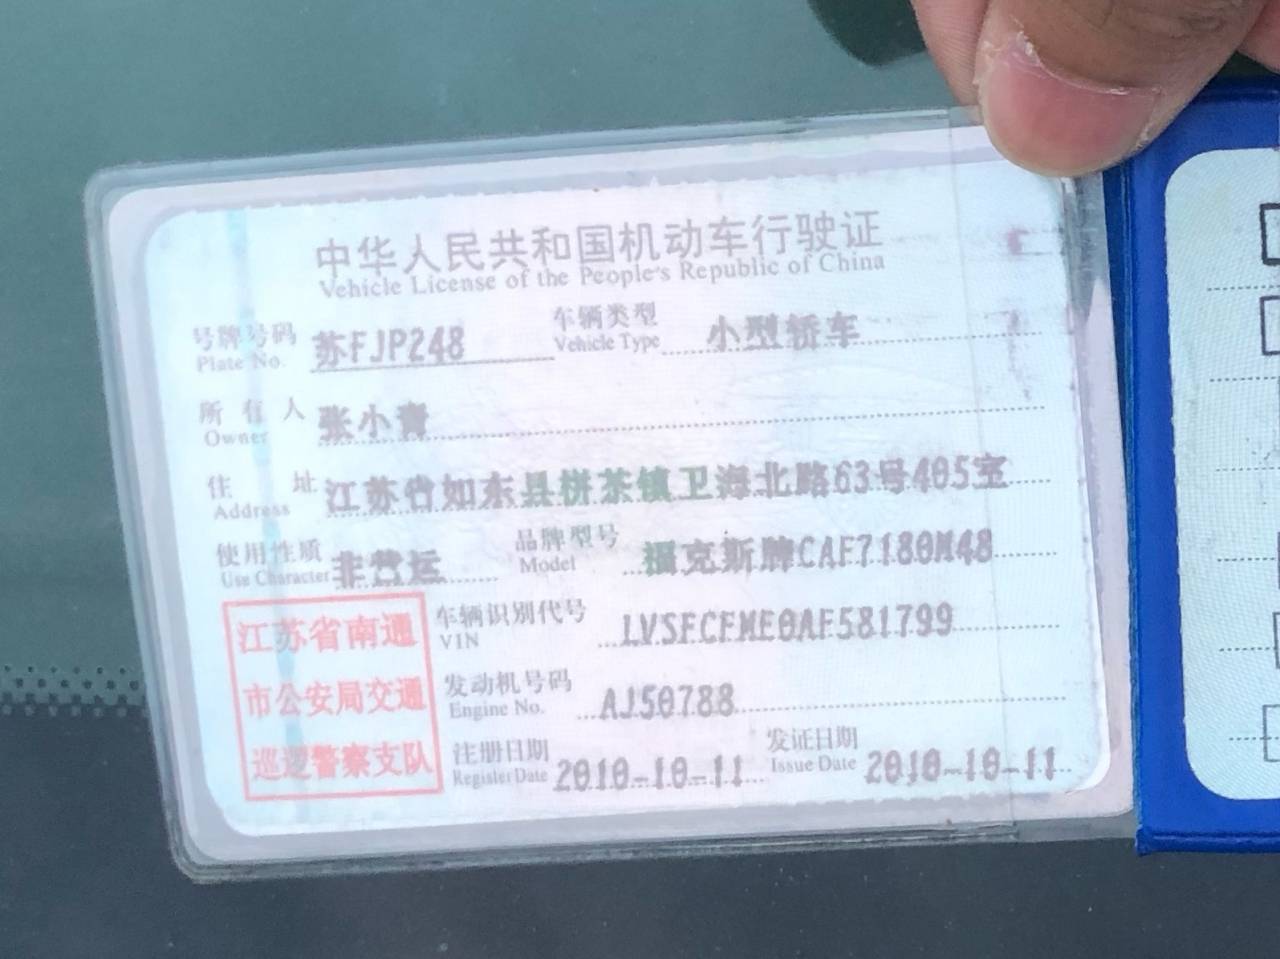 中华人民共和国机动车行驶证
Vehicle License of the People's Republic of China
号牌号码 苏FJP248 车辆类型 小型轿车
Plate No. Vehicle Type
所有人 张小青
Owner
住址 江苏省如东县栟茶镇卫海北路63号405室
Address
使用性质 非营运 品牌型号 福克斯牌CAF7180M48
Use Character Model
车辆识别代号 LVSFCFME0AF581799
VIN
发动机号码 AJ50788
Engine No.
注册日期 2010-10-11 发证日期 2010-10-11
Register Date Issue Date
江苏省南通
市公安局交通
巡逻警察支队